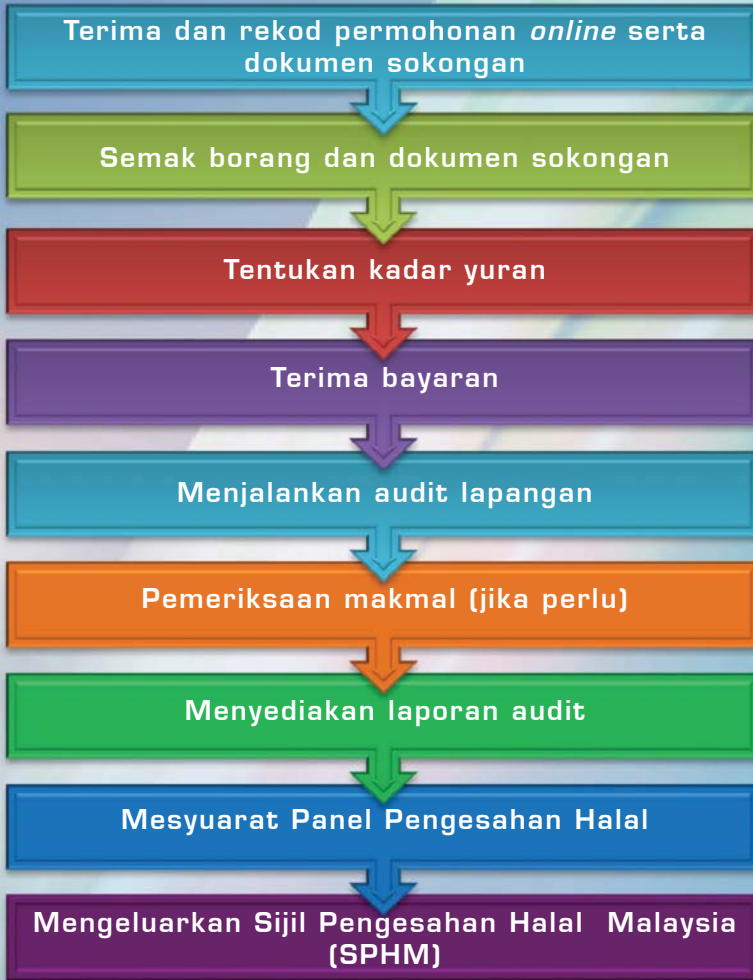 Terima dan rekod permohonan online serta
dokumen sokongan
Semak borang dan dokumen sokongan
Tentukan kadar yuran
Terima bayaran
Menjalankan audit lapangan
Pemeriksaan makmal (jika perlu)
Menyediakan laporan audit
Mesyuarat Panel Pengesahan Halal
Mengeluarkan Sijil Pengesahan Halal Malaysia
(SPHM)